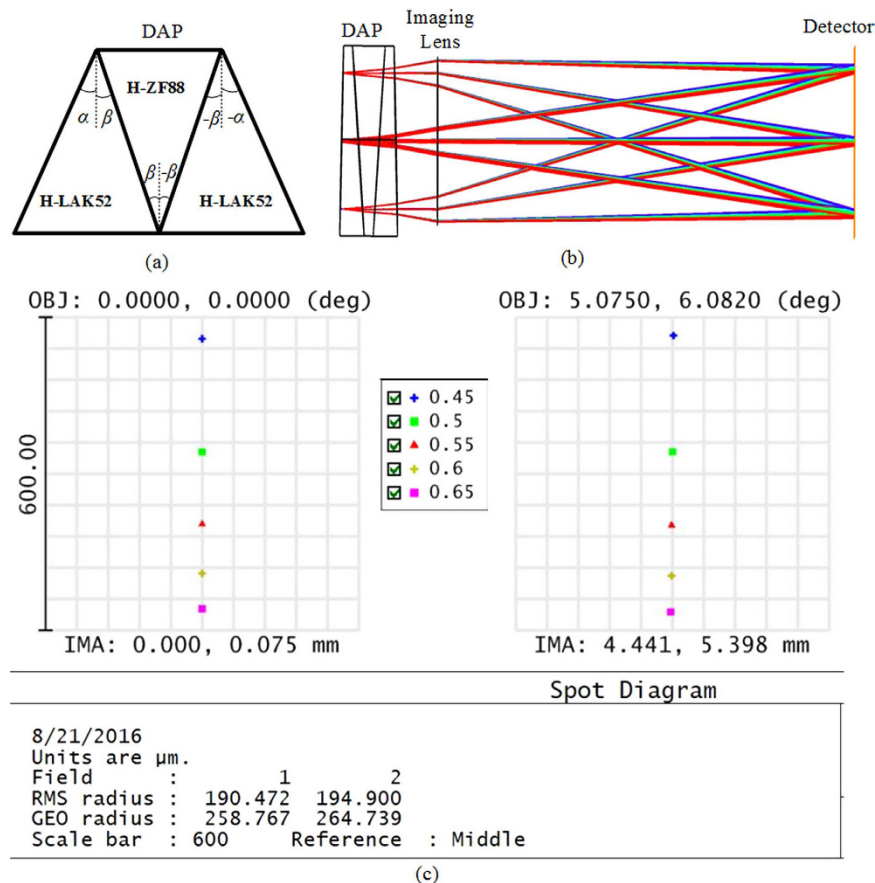 DAP
H-ZF88
α β -β -α
β -β
H-LAK52 H-LAK52
(a)
DAP
Imaging
Lens
Detector
(b)
OBJ: 0.0000, 0.0000 (deg)
600.00
IMA: 0.000, 0.075 mm
0.45
0.5
0.55
0.6
0.65
OBJ: 5.0750, 6.0820 (deg)
IMA: 4.441, 5.398 mm
Spot Diagram
8/21/2016
Units are µm.
Field : 1 2
RMS radius : 190.472 194.900
GEO radius : 258.767 264.739
Scale bar : 600 Reference : Middle
(c)